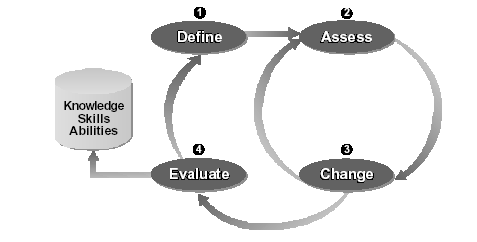 1
Define
2
Assess
Knowledge
Skills
Abilities
4
Evaluate
3
Change